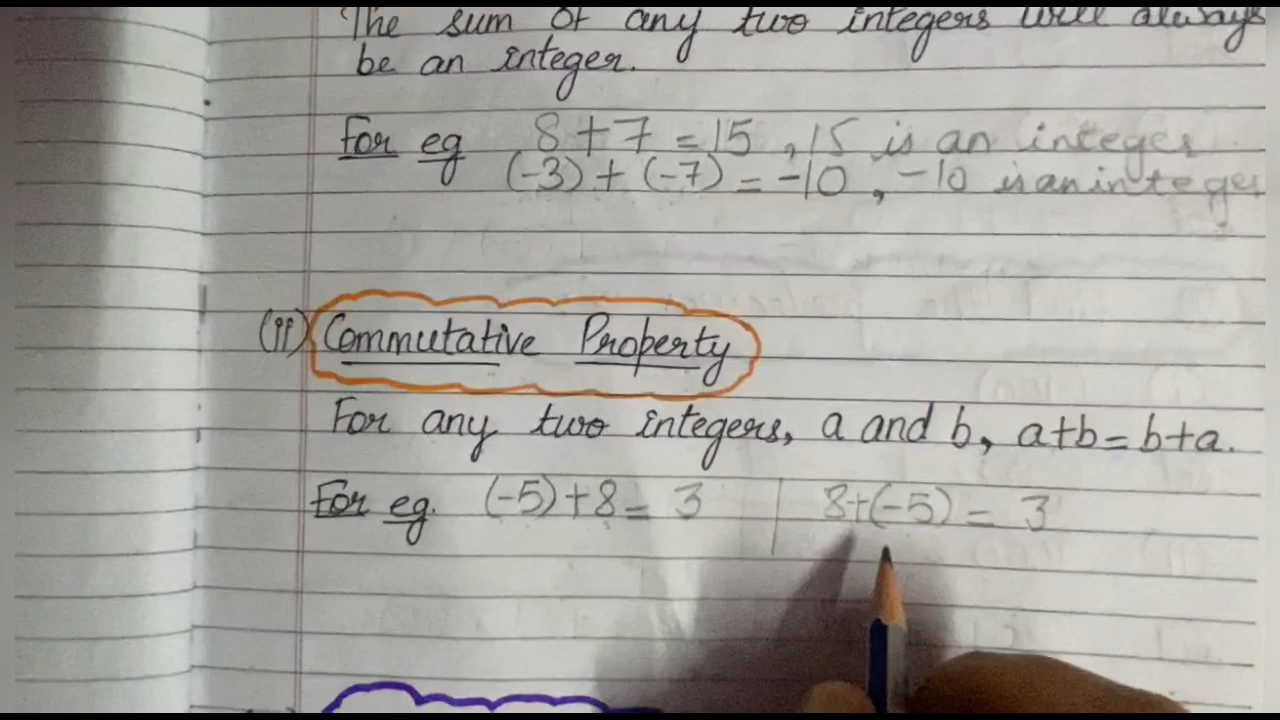 The sum of any two integers will always
be an integer.
For eg 8+7=15, 15 is an integer
(-3)+(-7)=-10, -10 is an integer
(ii) Commutative Property
For any two integers, a and b, a+b=b+a.
For eg. (-5)+8=3 | 8+(-5)=3